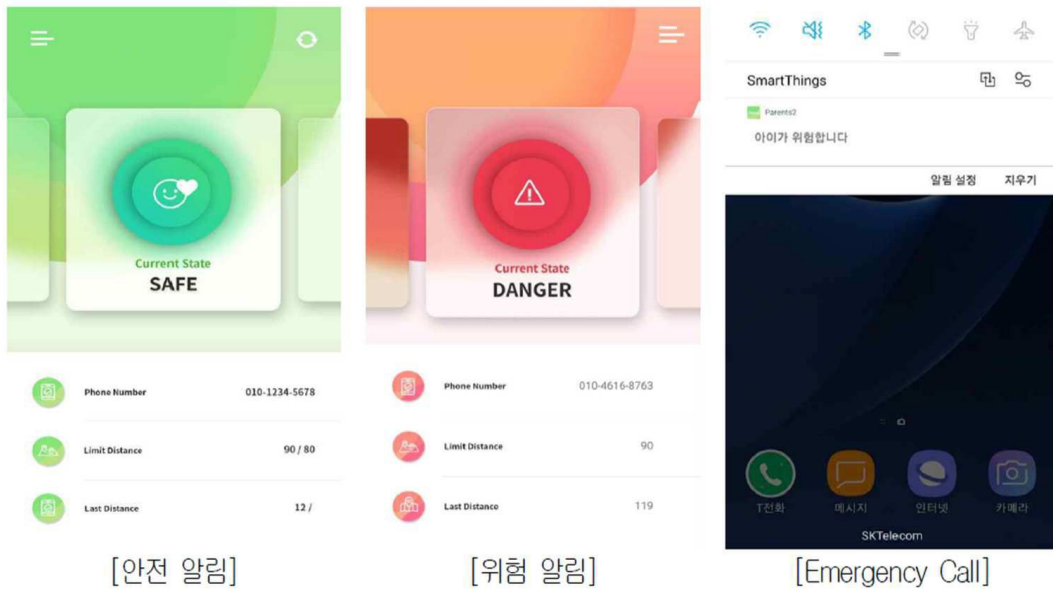 Current State
SAFE
Phone Number 010-1234-5678
Limit Distance 90 / 80
Last Distance 12 /
[안전 알림]
Current State
DANGER
Phone Number 010-4616-8763
Limit Distance 90
Last Distance 119
[위험 알림]
SmartThings
Parents2
아이가 위험합니다
알림 설정 지우기
T전화 메시지 인터넷 카메라
SKTelecom
[Emergency Call]